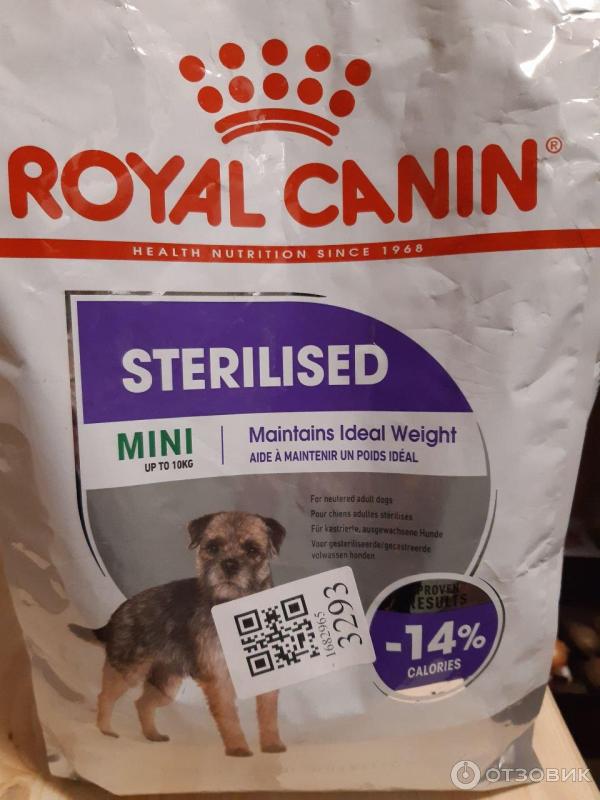 ROYAL CANIN®
HEALTH NUTRITION SINCE 1968
STERILISED
MINI
UP TO 10KG
Maintains Ideal Weight
AIDE À MAINTENIR UN POIDS IDÉAL
For neutered adult dogs
Pour chiens adultes stérilisés
Für kastrierte, ausgewachsene Hunde
Voor gesteriliseerde/gecastreerde
volwassen honden
1682965
3293
PROVEN
RESULTS
-14%
CALORIES
ОТЗОВИК